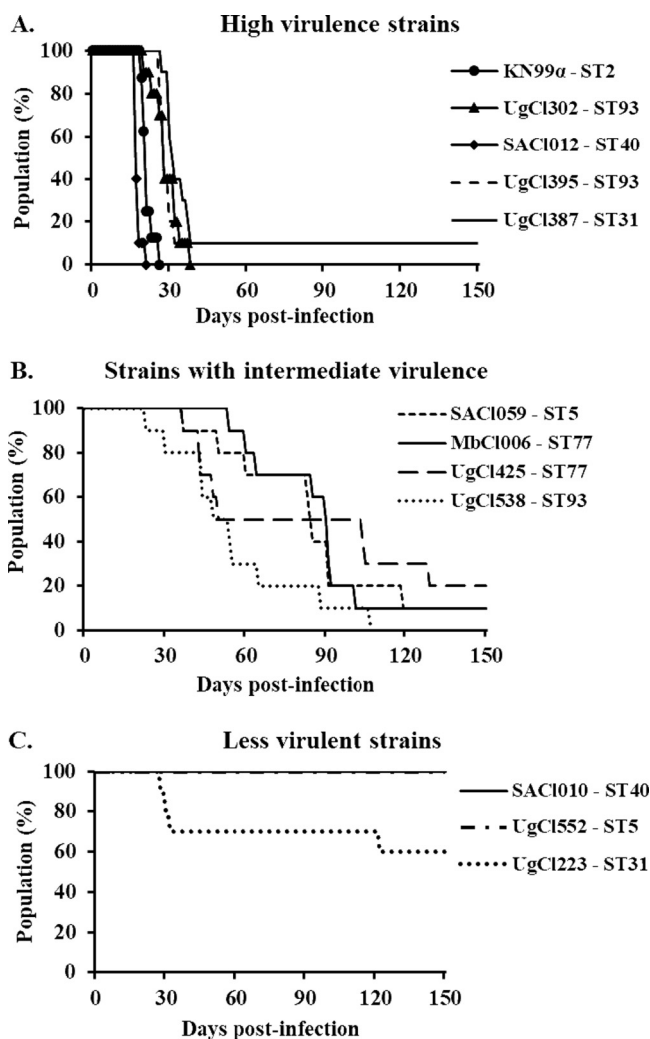 A. High virulence strains
Population (%)
100
80
60
40
20
0
0 30 60 90 120 150
Days post-infection
KN99α - ST2
UgCl302 - ST93
SACl012 - ST40
UgCl395 - ST93
UgCl387 - ST31
B. Strains with intermediate virulence
Population (%)
100
80
60
40
20
0
0 30 60 90 120 150
Days post-infection
SACl059 - ST5
MbCl006 - ST77
UgCl425 - ST77
UgCl538 - ST93
C. Less virulent strains
Population (%)
100
80
60
40
20
0
0 30 60 90 120 150
Days post-infection
SACl010 - ST40
UgCl552 - ST5
UgCl223 - ST31